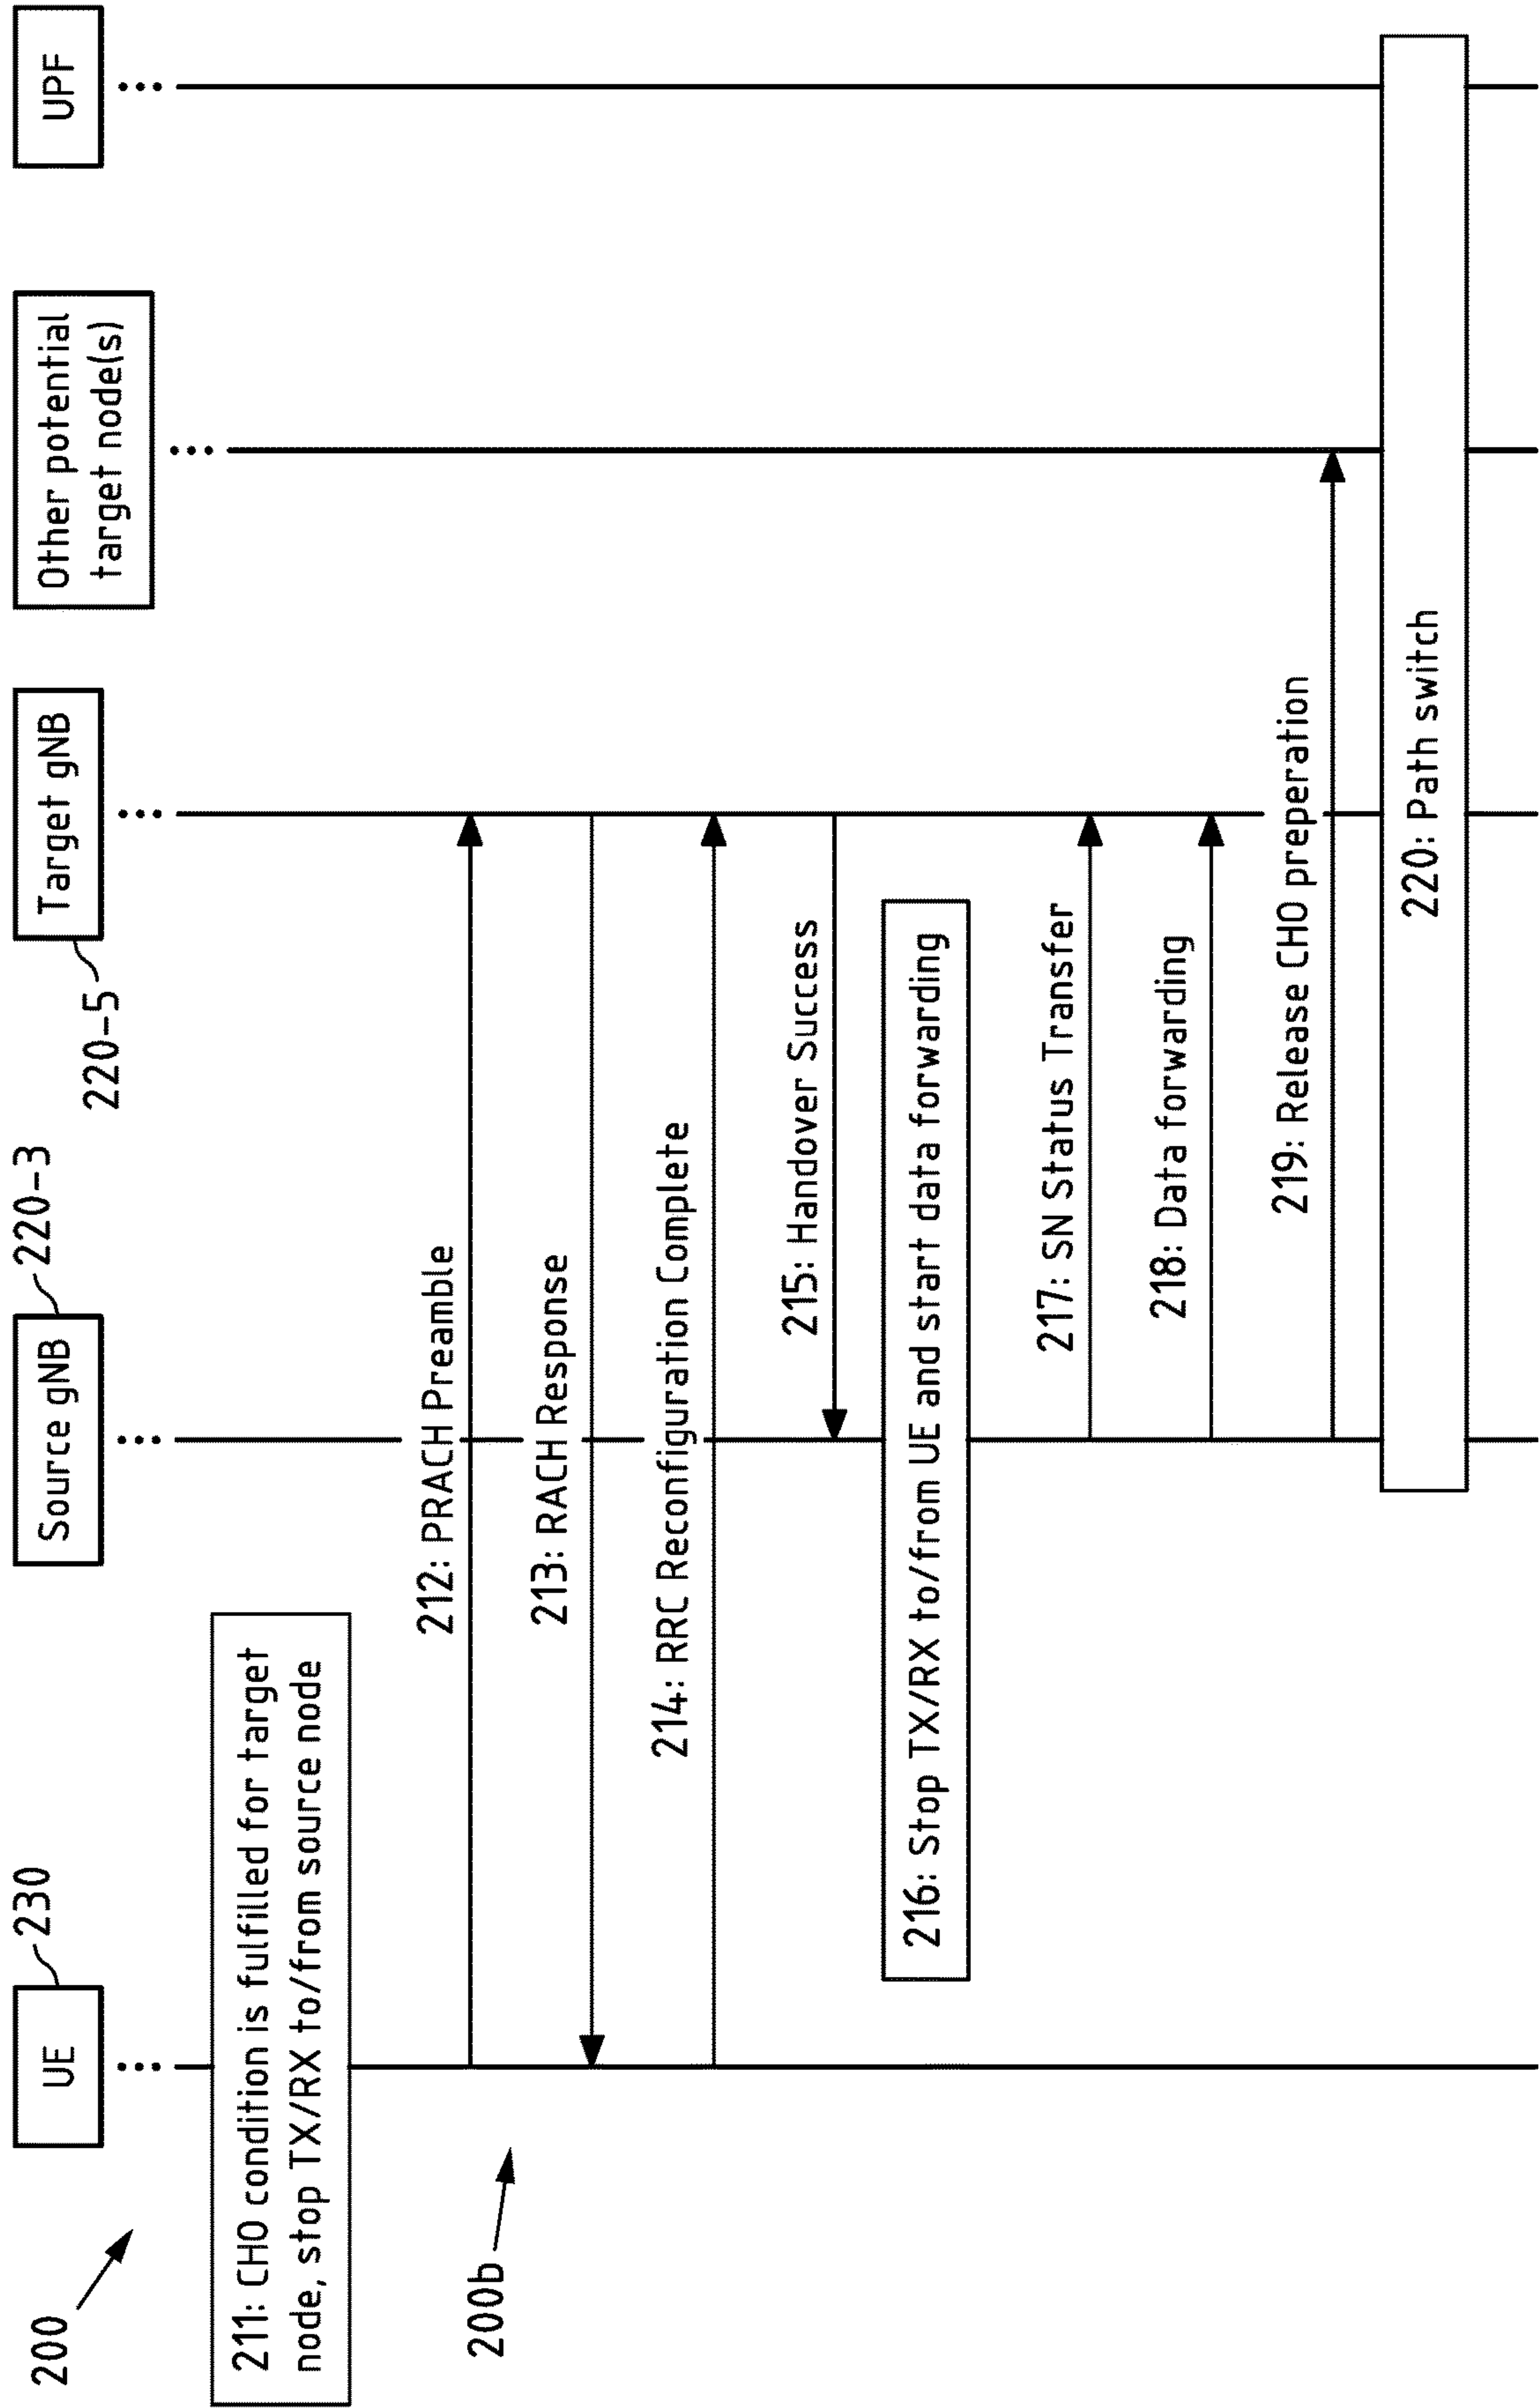 200
UE
230
Source gNB
220-3
Target gNB
220-5
Other potential
target node(s)
UPF
211: CHO condition is fulfilled for target
node, stop TX/RX to/from source node
200b
212: PRACH Preamble
213: RACH Response
214: RRC Reconfiguration Complete
215: Handover Success
216: Stop TX/RX to/from UE and start data forwarding
217: SN Status Transfer
218: Data forwarding
219: Release CHO preperation
220: Path switch